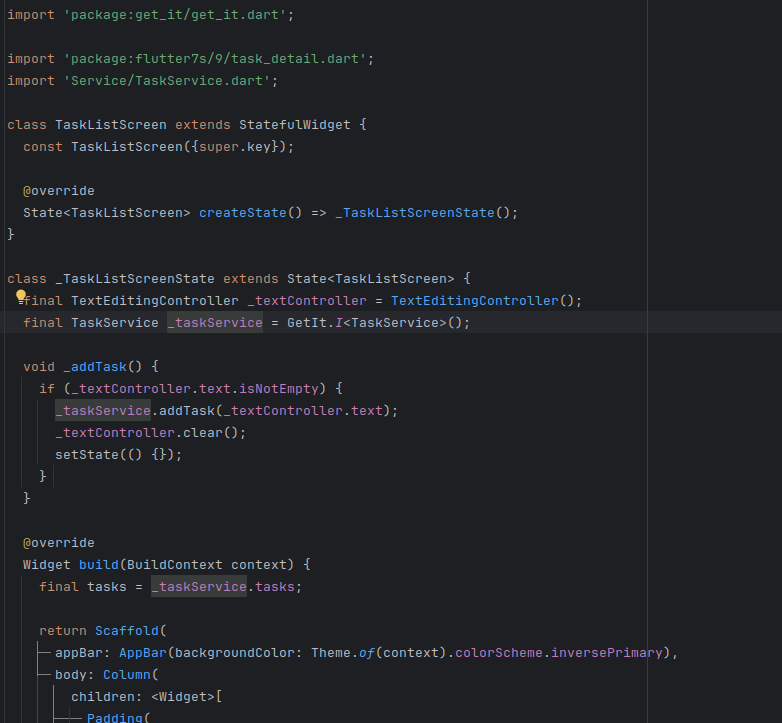 import 'package:get_it/get_it.dart';
import 'package:flutter7s/9/task_detail.dart';
import 'Service/TaskService.dart';
class TaskListScreen extends StatefulWidget {
const TaskListScreen({super.key});
@override
State<TaskListScreen> createState() => _TaskListScreenState();
}
class _TaskListScreenState extends State<TaskListScreen> {
final TextEditingController _textController = TextEditingController();
final TaskService _taskService = GetIt.I<TaskService>();
void _addTask() {
if (_textController.text.isNotEmpty) {
_taskService.addTask(_textController.text);
_textController.clear();
setState(() {});
}
}
@override
Widget build(BuildContext context) {
final tasks = _taskService.tasks;
return Scaffold(
appBar: AppBar(backgroundColor: Theme.of(context).colorScheme.inversePrimary),
body: Column(
children: <Widget>[
Padding(